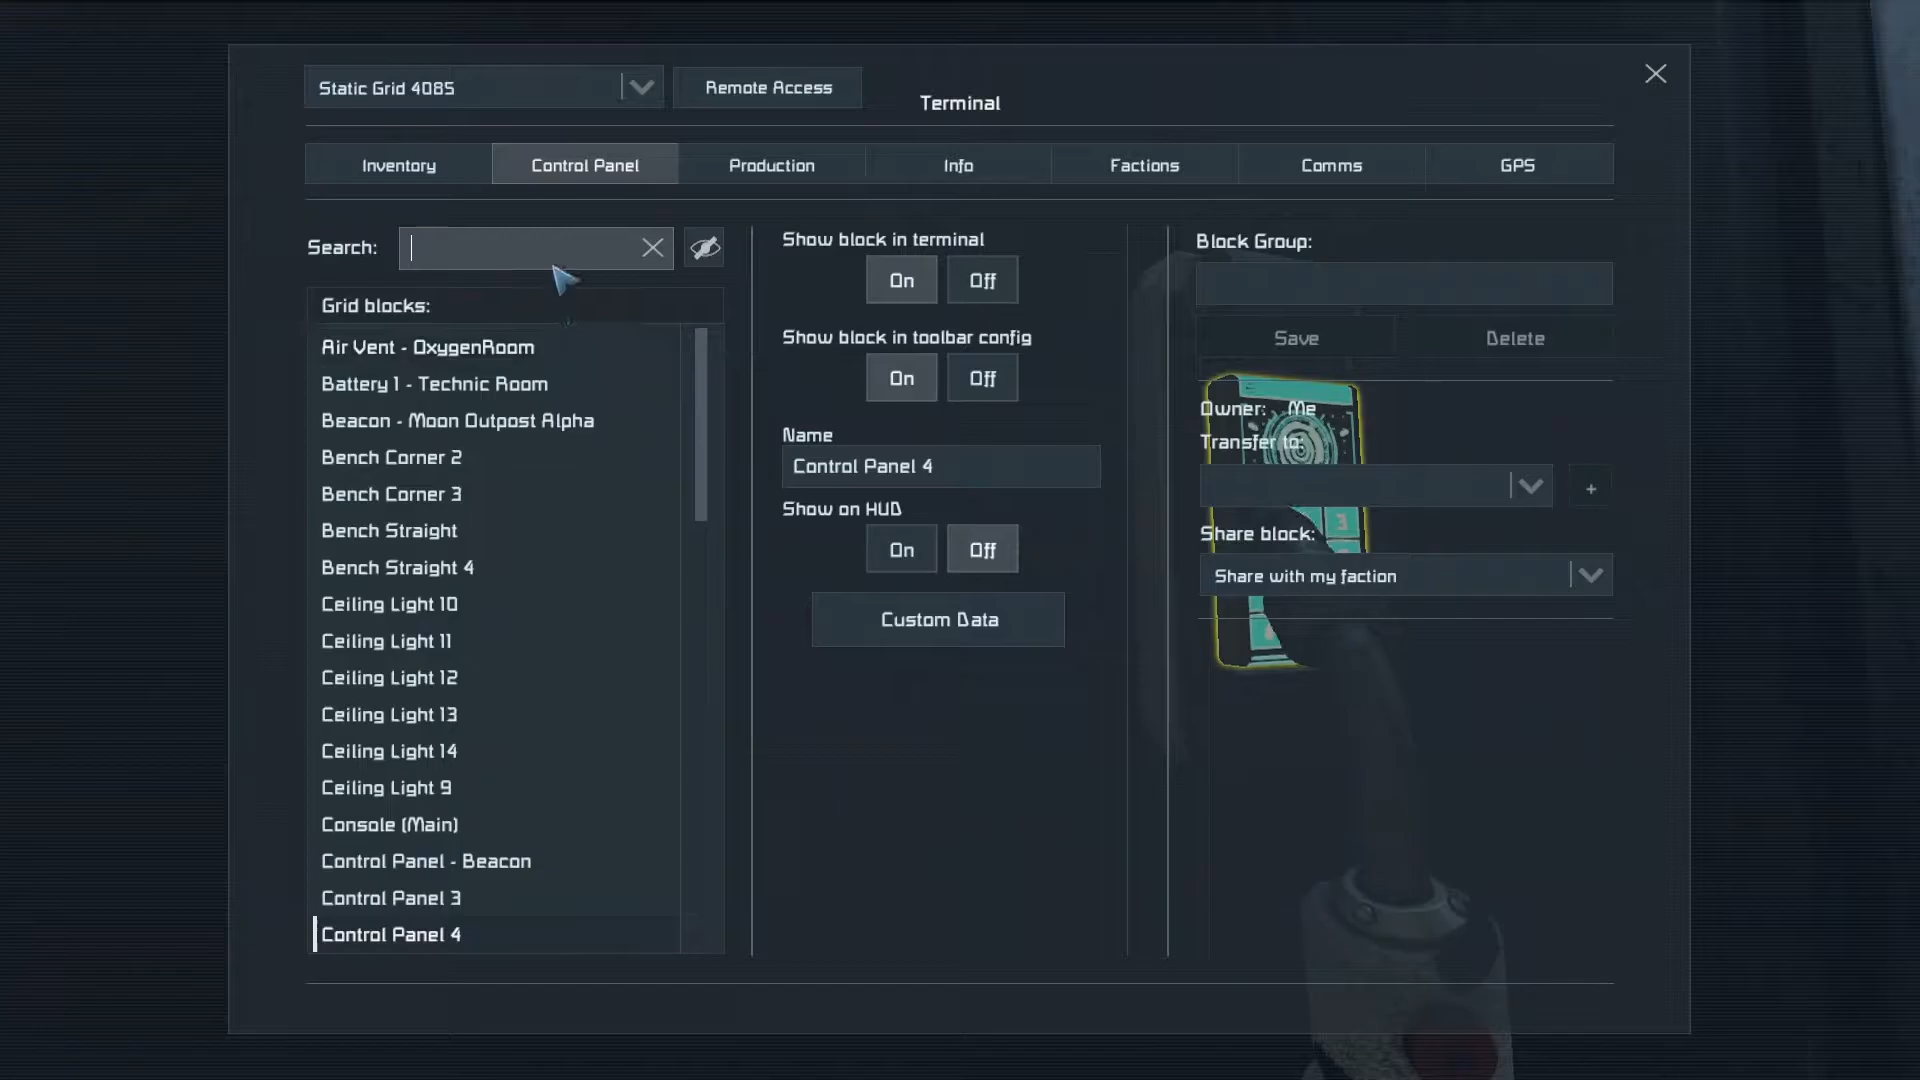 Static Grid 4085
Remote Access
Terminal
Inventory
Control Panel
Production
Info
Factions
Comms
GPS
Search:
Grid blocks:
Air Vent - OxygenRoom
Battery 1 - Technic Room
Beacon - Moon Outpost Alpha
Bench Corner 2
Bench Corner 3
Bench Straight
Bench Straight 4
Ceiling Light 10
Ceiling Light 11
Ceiling Light 12
Ceiling Light 13
Ceiling Light 14
Ceiling Light 9
Console (Main)
Control Panel - Beacon
Control Panel 3
Control Panel 4
Show block in terminal
On
Off
Show block in toolbar config
On
Off
Name
Control Panel 4
Show on HUD
On
Off
Custom Data
Block Group:
Save
Delete
Owner: Me
Transfer to:
+
3
Share block:
Share with my faction